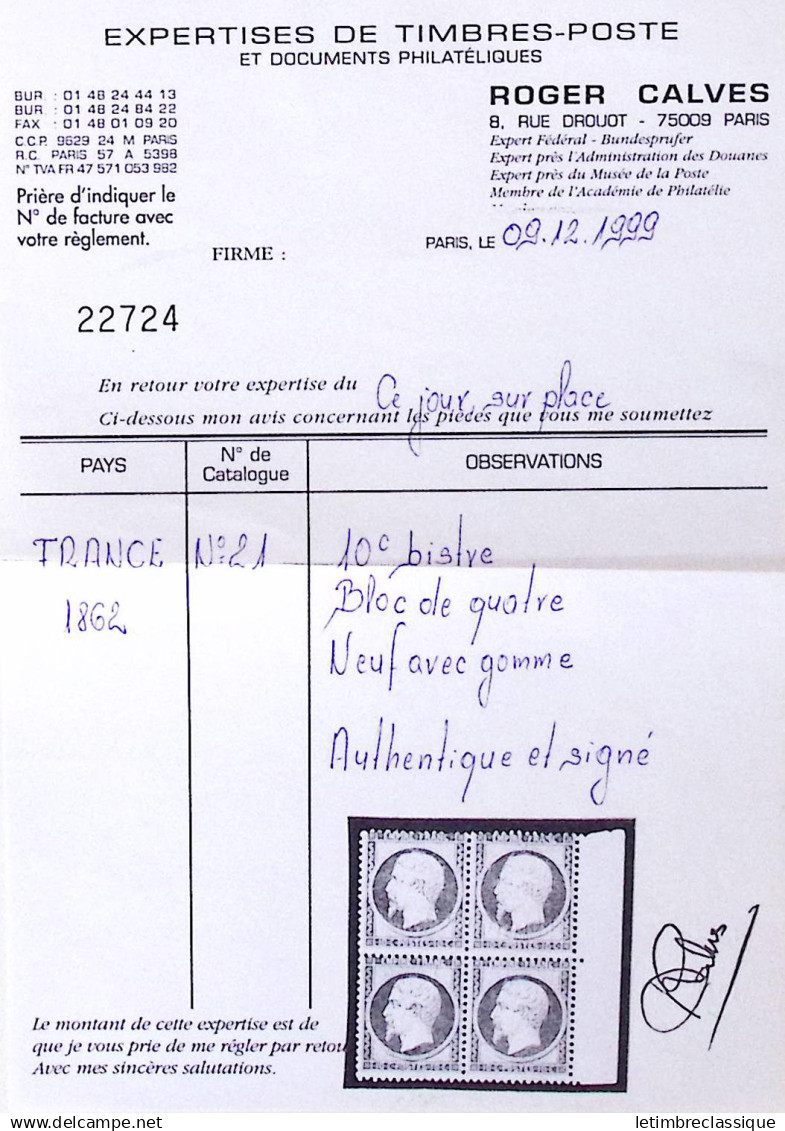 EXPERTISES DE TIMBRES-POSTE
ET DOCUMENTS PHILATÉLIQUES
BUR. : 01 48 24 44 13
BUR. : 01 48 24 84 22
FAX : 01 48 01 09 20
C.C.P. 9629 24 M PARIS
R.C. PARIS 57 A 5398
N° TVA FR 47 571 053 982
Prière d'indiquer le
N° de facture avec
votre règlement.
ROGER CALVES
8, RUE DROUOT - 75009 PARIS
Expert Fédéral - Bundesprufer
Expert près l'Administration des Douanes
Expert près du Musée de la Poste
Membre de l'Académie de Philatélie
PARIS, LE 09.12.1999
FIRME :
22724
En retour votre expertise du Ce jour, sur place
Ci-dessous mon avis concernant les pièces que vous me soumettez
PAYS
N° de
Catalogue
OBSERVATIONS
FRANCE N° 21 10c bistre
1862
Bloc de quatre
Neuf avec gomme
Authentique et signé
Calves
Le montant de cette expertise est de
que je vous prie de me régler par retou
Avec mes sincères salutations.
delcampe.net
letimbreclassique